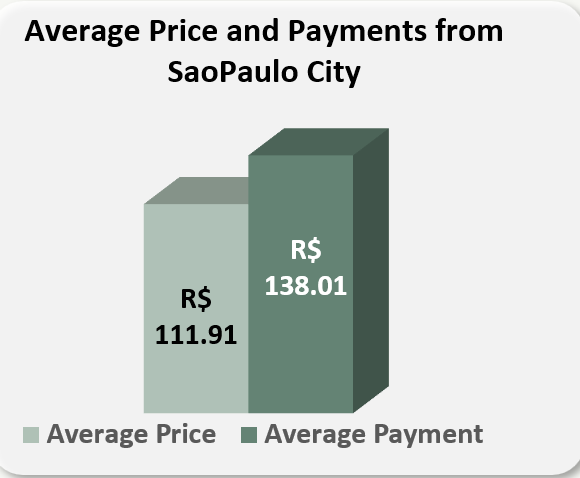 Average Price and Payments from
SaoPaulo City
R$
138.01
R$
111.91
Average Price
Average Payment